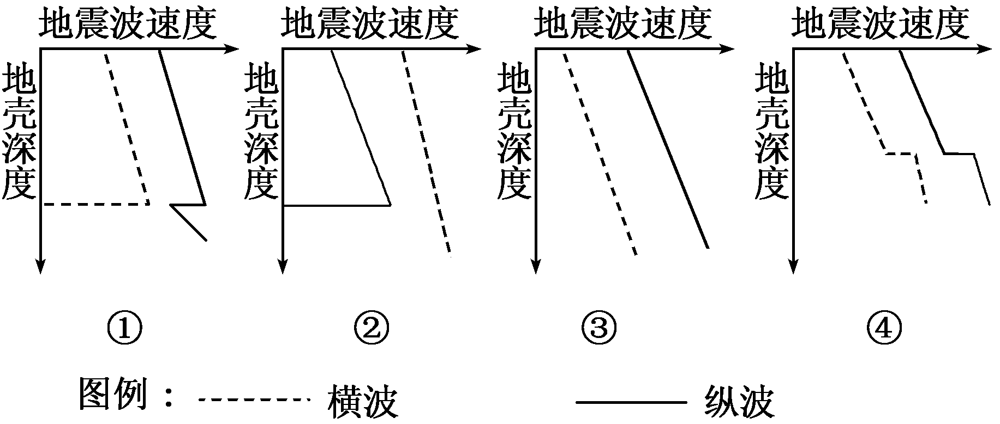 地震波速度 地震波速度 地震波速度 地震波速度
地壳深度 地壳深度 地壳深度 地壳深度
① ② ③ ④
图例： 横波 纵波